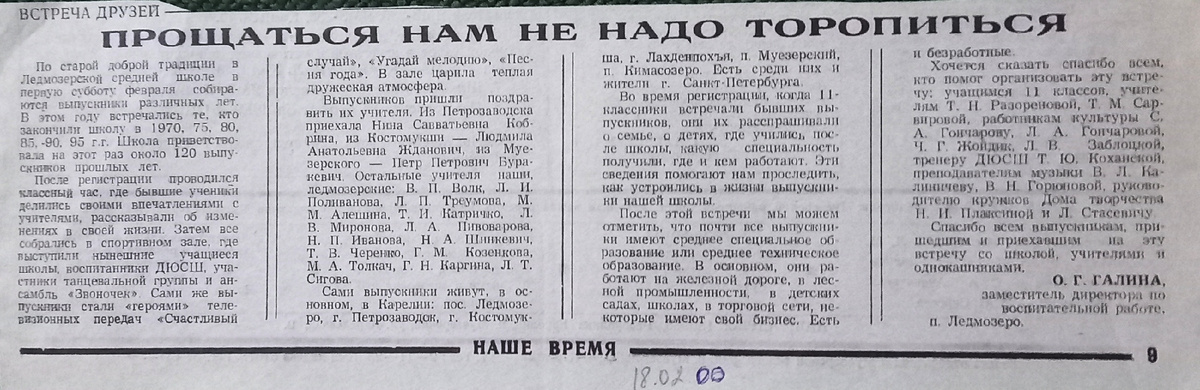 ВСТРЕЧА ДРУЗЕЙ
ПРОЩАТЬСЯ НАМ НЕ НАДО ТОРОПИТЬСЯ
По старой доброй традиции в
Ледмозерской средней школе в
первую субботу февраля собира-
ются выпускники различных лет.
В этом году встречались те, кто
закончили школу в 1970, 75, 80,
85,-90, 95 г.г. Школа приветство-
вала на этот раз около 120 выпу-
скников прошлых лет.
После регистрации проводился
классный час, где бывшие ученики
делились своими впечатлениями с
учителями, рассказывали об изме-
нениях в своей жизни. Затем все
собрались в спортивном зале, где
выступили нынешние учащиеся
школы, воспитанники ДЮСШ, уча-
стники танцевальной группы и ан-
самбль «Звоночек». Сами же вы-
пускники стали «героями» теле-
визионных передач «Счастливый
случай», «Угадай мелодию», «Пес-
ня года». В зале царила теплая
дружеская атмосфера.
Выпускников пришли поздра-
вить их учителя. Из Петрозаводска
приехала Нина Савватьевна Коб-
рина, из Костомукши — Людмила
Анатольевна Жданович, из Муе-
зерского — Петр Петрович Бура-
кевич. Остальные учителя наши,
ледмозерские: В. П. Волк, Л. И.
Поливанова, Л. П. Треумова, М.
М. Алешина, Т. И. Катричко, Л.
В. Миронова, Л. А. Пивоварова,
Н. П. Иванова, Н. А. Шинкевич,
Т. В. Черенко, Г. М. Козенкова,
М. А. Толкач, Г. Н. Каргина, Л. Т.
Сигова.
Сами выпускники живут, в ос-
новном, в Карелии: пос. Ледмозе-
ро, г. Петрозаводск, г. Костомук-
ша, г. Лахденпохъя, п. Муезерский,
п. Кимасозеро. Есть среди них и
жители г. Санкт-Петербурга.
Во время регистрации, когда 11-
классники встречали бывших вы-
пускников, они их расспрашивали
о семье, о детях, где учились пос-
ле школы, какую специальность
получили, где и кем работают. Эти
сведения помогают нам проследить,
как устроились в жизни выпускни-
ки нашей школы.
После этой встречи мы можем
отметить, что почти все выпускни-
ки имеют среднее специальное об-
разование или среднее техническое
образование. В основном, они ра-
ботают на железной дороге, в лес-
ной промышленности, в детских
садах, школах, в торговой сети, не-
которые имеют свой бизнес. Есть
и безработные.
Хочется сказать спасибо всем,
кто помог организовать эту встре-
чу: учащимся 11 классов, учите-
лям Т. Н. Разореновой, Т. М. Сар-
вировой, работникам культуры С.
А. Гончарову, Л. А. Гончаровой,
Ч. Г. Жойдик, Л. В. Заблоцкой,
тренеру ДЮСШ Т. Ю. Коханской,
преподавателям музыки В. Л. Ка-
линичеву, В. Н. Горюновой, руково-
дителю кружков Дома творчества
Н. И. Плаксиной и Л. Стасевичу.
Спасибо всем выпускникам, при-
шедшим и приехавшим на эту
встречу со школой, учителями и
однокашниками.
О. Г. ГАЛИНА,
заместитель директора по
воспитательной работе,
п. Ледмозеро.
НАШЕ ВРЕМЯ 9
18.02 00